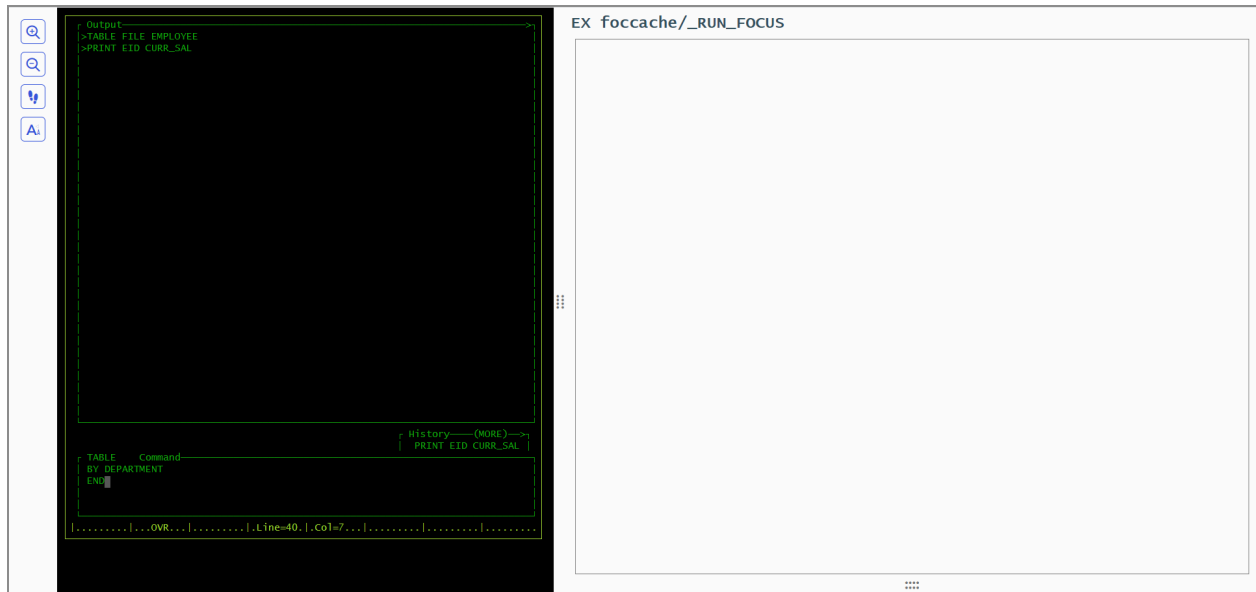 Output
>TABLE FILE EMPLOYEE
>PRINT EID CURR_SAL
History (MORE)
PRINT EID CURR_SAL
TABLE Command
BY DEPARTMENT
END
|.........|...OVR...|.........|.Line=40.|.Col=7...|.........|.........|.........
EX foccache/_RUN_FOCUS